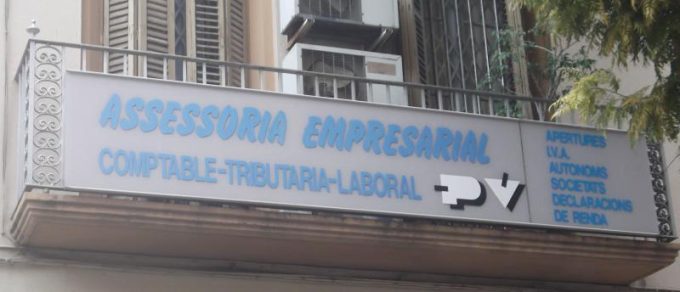 ASSESSORIA EMPRESARIAL
COMPTABLE-TRIBUTARIA-LABORAL
PV
APERTURES
I.V.A.
AUTONOMS
SOCIETATS
DECLARACIONS
DE RENDA